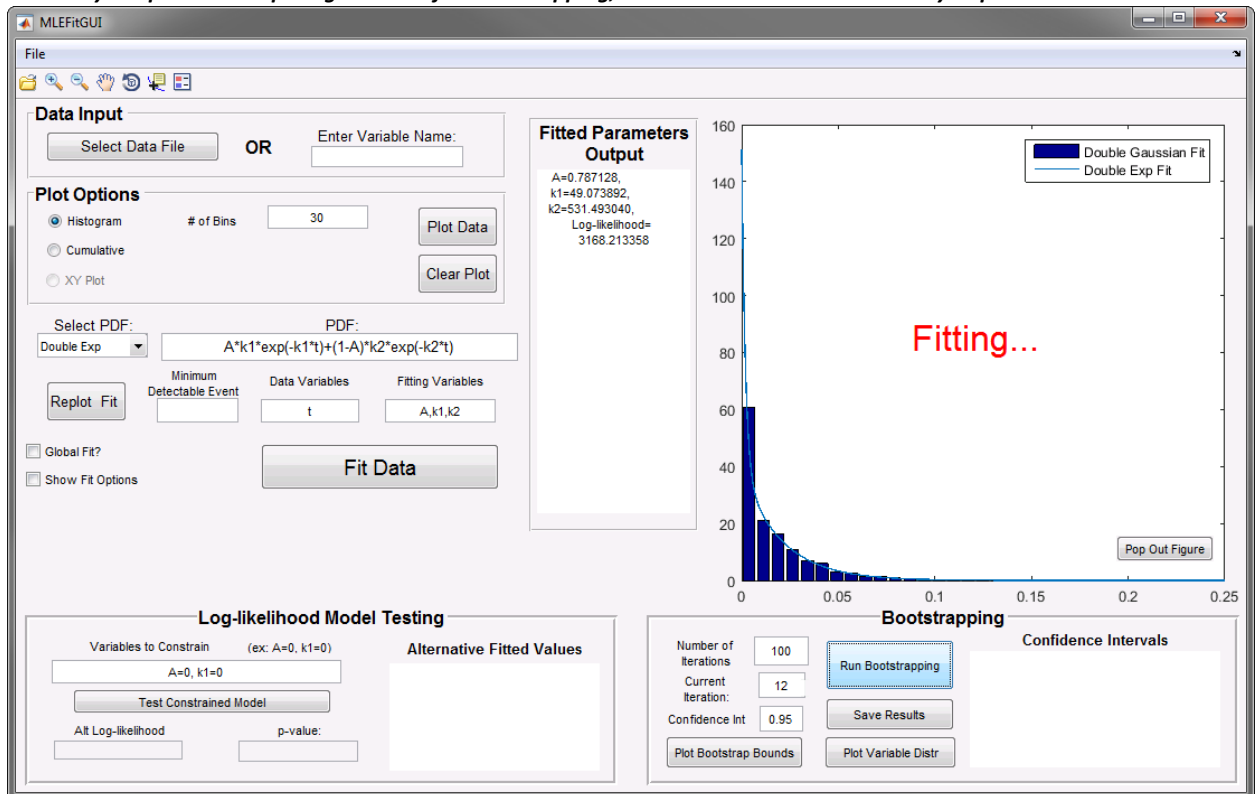 MLEFitGUI
File
Data Input
Select Data File
OR
Enter Variable Name:
Plot Options
Histogram
# of Bins
30
Plot Data
Cumulative
Clear Plot
XY Plot
Select PDF:
PDF:
Double Exp
A*k1*exp(-k1*t)+(1-A)*k2*exp(-k2*t)
Replot Fit
Minimum
Detectable Event
Data Variables
Fitting Variables
t
A,k1,k2
Global Fit?
Show Fit Options
Fit Data
Fitted Parameters
Output
A=0.787128,
k1=49.073892,
k2=531.493040,
Log-likelihood=
3168.213358
160
140
120
100
80
60
40
20
0
0
0.05
0.1
0.15
0.2
0.25
Double Gaussian Fit
Double Exp Fit
Fitting...
Pop Out Figure
Log-likelihood Model Testing
Variables to Constrain
(ex: A=0, k1=0)
A=0, k1=0
Test Constrained Model
Alt Log-likelihood
p-value:
Alternative Fitted Values
Bootstrapping
Number of
Iterations
100
Run Bootstrapping
Current
Iteration:
12
Confidence Int
0.95
Save Results
Plot Bootstrap Bounds
Plot Variable Distr
Confidence Intervals